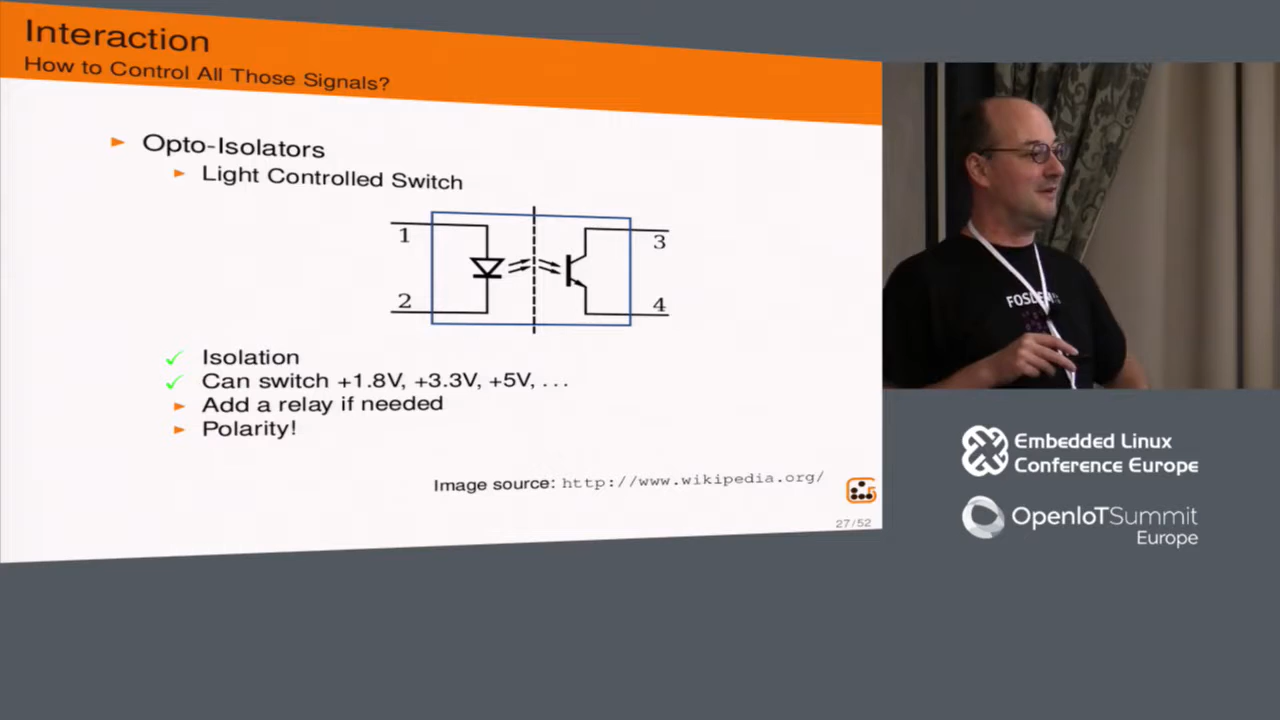 Interaction
How to Control All Those Signals?
► Opto-Isolators
► Light Controlled Switch
1
2
3
4
✓ Isolation
✓ Can switch +1.8V, +3.3V, +5V, ...
► Add a relay if needed
► Polarity!
Image source: http://www.wikipedia.org/
27/52
Embedded Linux
Conference Europe
OpenIoTSummit
Europe